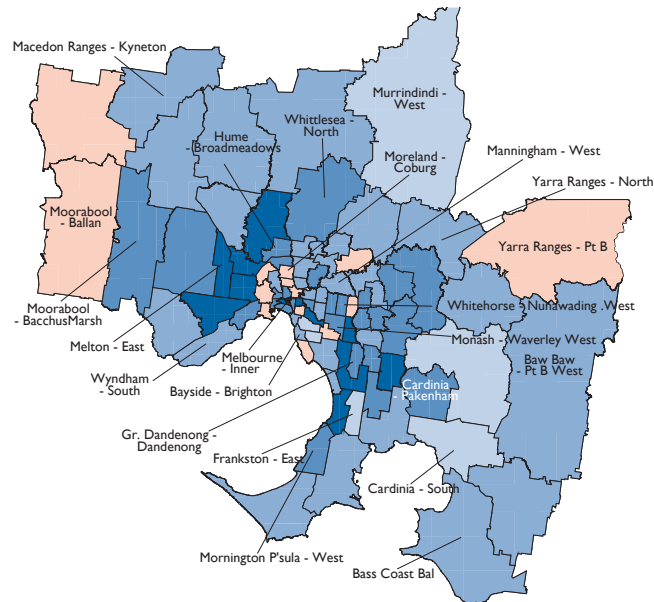 Macedon Ranges - Kyneton
Murrindindi -
West
Whittlesea -
North
Hume
- Broadmeadows
Moreland -
Coburg
Manningham - West
Yarra Ranges - North
Moorabool
- Ballan
Yarra Ranges - Pt B
Moorabool
- BacchusMarsh
Whitehorse - Nunawading .West
Melton - East
Melbourne
- Inner
Monash - Waverley West
Baw Baw
- Pt B West
Wyndham -
South
Bayside - Brighton
Cardinia
- Pakenham
Gr. Dandenong -
Dandenong
Frankston - East
Cardinia - South
Mornington P'sula - West
Bass Coast Bal